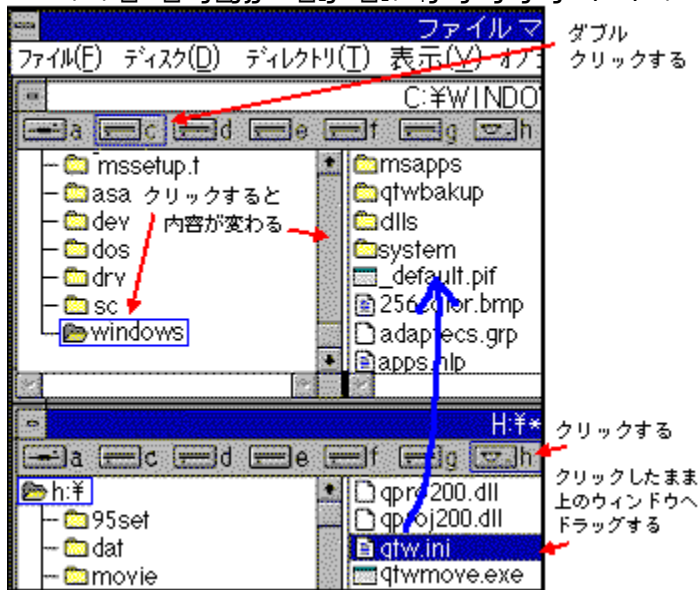 ファイル マ
ダブル
クリックする
ファイル(F) ディスク(D) ディレクトリ(T) 表示(V)
C:¥WINDO
a c d e f g h
mssetup.t
asa
dev
dos
drv
sc
windows
クリックすると
内容が変わる
msapps
qtwbakup
dlls
system
_default.pif
256color.bmp
adaptecs.grp
apps.hlp
H:¥*
クリックする
a c d e f g h
クリックしたまま
上のウィンドウへ
ドラッグする
h:¥
95set
dat
movie
qpro200.dll
qproj200.dll
qtw.ini
qtwmove.exe